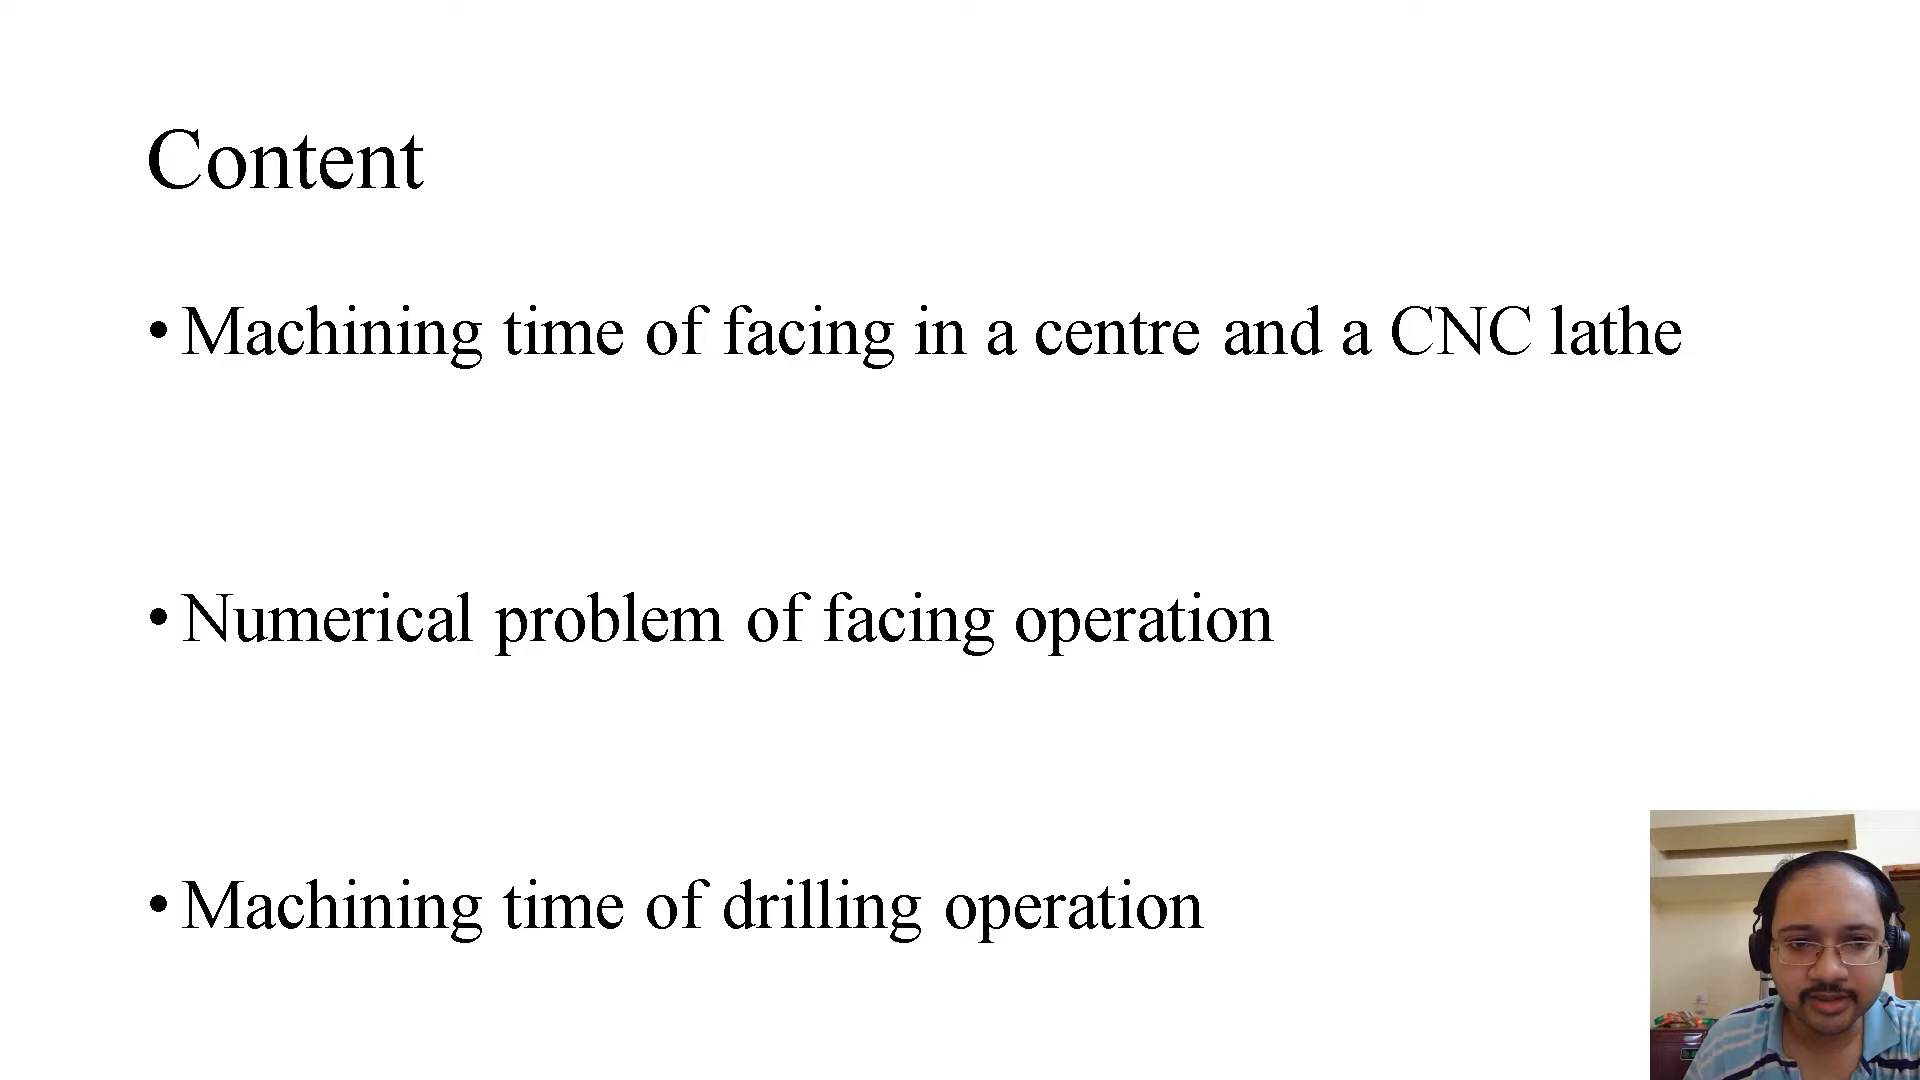 Content
• Machining time of facing in a centre and a CNC lathe
• Numerical problem of facing operation
• Machining time of drilling operation